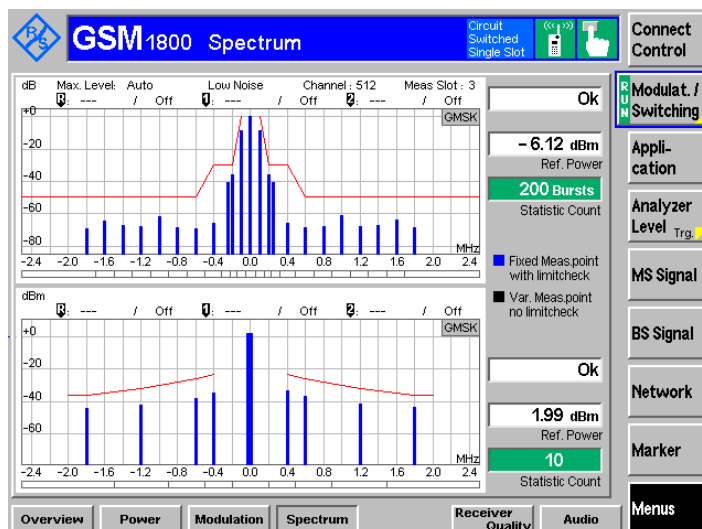 R&S
GSM 1800 Spectrum
Circuit
Switched
Single Slot
Connect
Control
dB Max. Level: Auto Low Noise Channel : 512 Meas Slot : 3
R : --- / Off 1 : --- / Off 2 : --- / Off
+0
GMSK
-20
-40
-60
-80
MHz
-2.4 -2.0 -1.6 -1.2 -0.8 -0.4 0.0 0.4 0.8 1.2 1.6 2.0 2.4
Ok
- 6.12 dBm
Ref. Power
200 Bursts
Statistic Count
Fixed Meas.point
with limitcheck
Var. Meas.point
no limitcheck
dBm
R : --- / Off 1 : --- / Off 2 : --- / Off
+0
GMSK
-20
-40
-60
MHz
-2.4 -2.0 -1.6 -1.2 -0.8 -0.4 0.0 0.4 0.8 1.2 1.6 2.0 2.4
Ok
1.99 dBm
Ref. Power
10
Statistic Count
RUN
Modulat. /
Switching
Appli-
cation
Analyzer
Level Trg.
MS Signal
BS Signal
Network
Marker
Menus
Overview Power Modulation Spectrum Receiver
Quality Audio